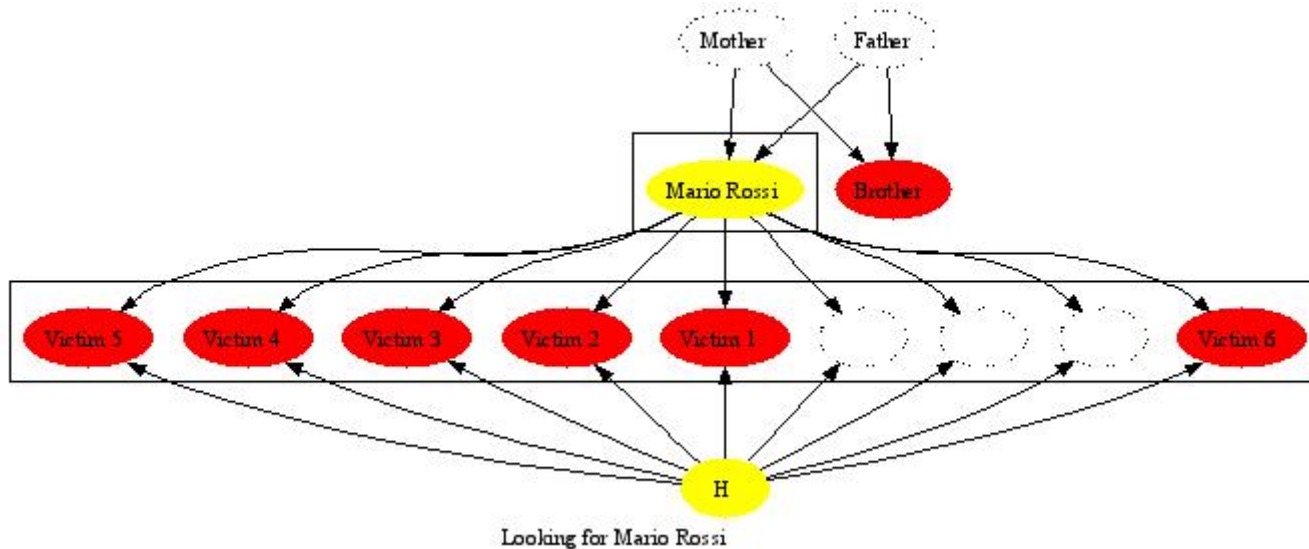 Mother
Father
Mario Rossi
Brother
Victim 5
Victim 4
Victim 3
Victim 2
Victim 1
Victim 6
H
Looking for Mario Rossi